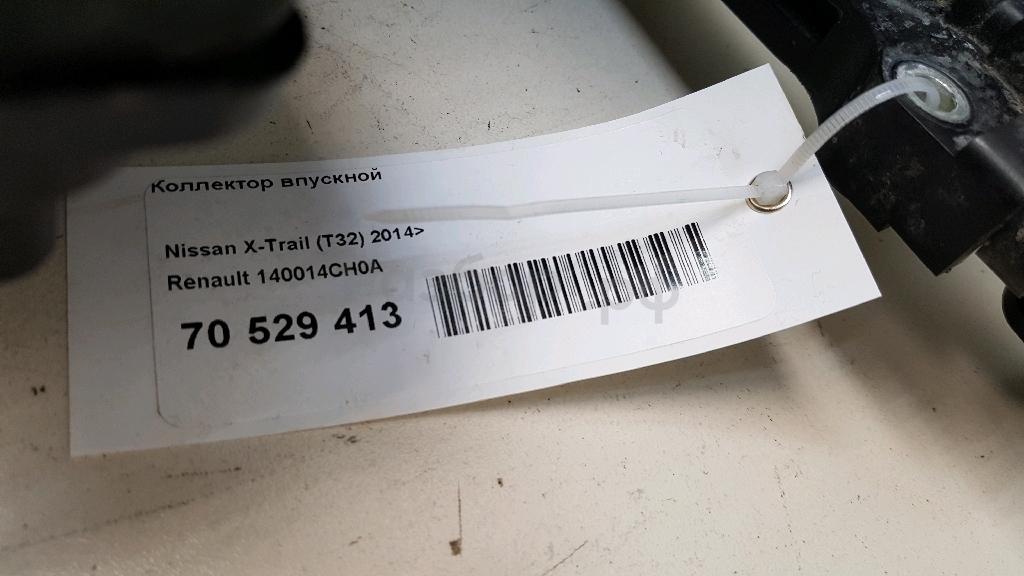 Коллектор впускной
Nissan X-Trail (T32) 2014>
Renault 140014CH0A
70 529 413